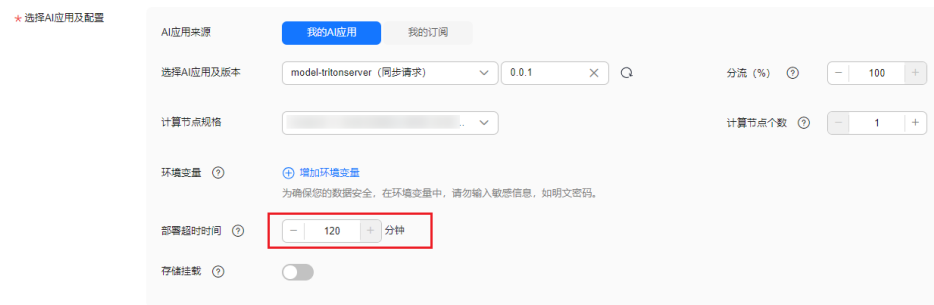 * 选择AI应用及配置
AI应用来源 我的AI应用 我的订阅
选择AI应用及版本 model-tritonserver（同步请求） 0.0.1 分流（%） 100
计算节点规格 .. 计算节点个数 1
环境变量 增加环境变量
为确保您的数据安全，在环境变量中，请勿输入敏感信息，如明文密码。
部署超时时间 120 分钟
存储挂载